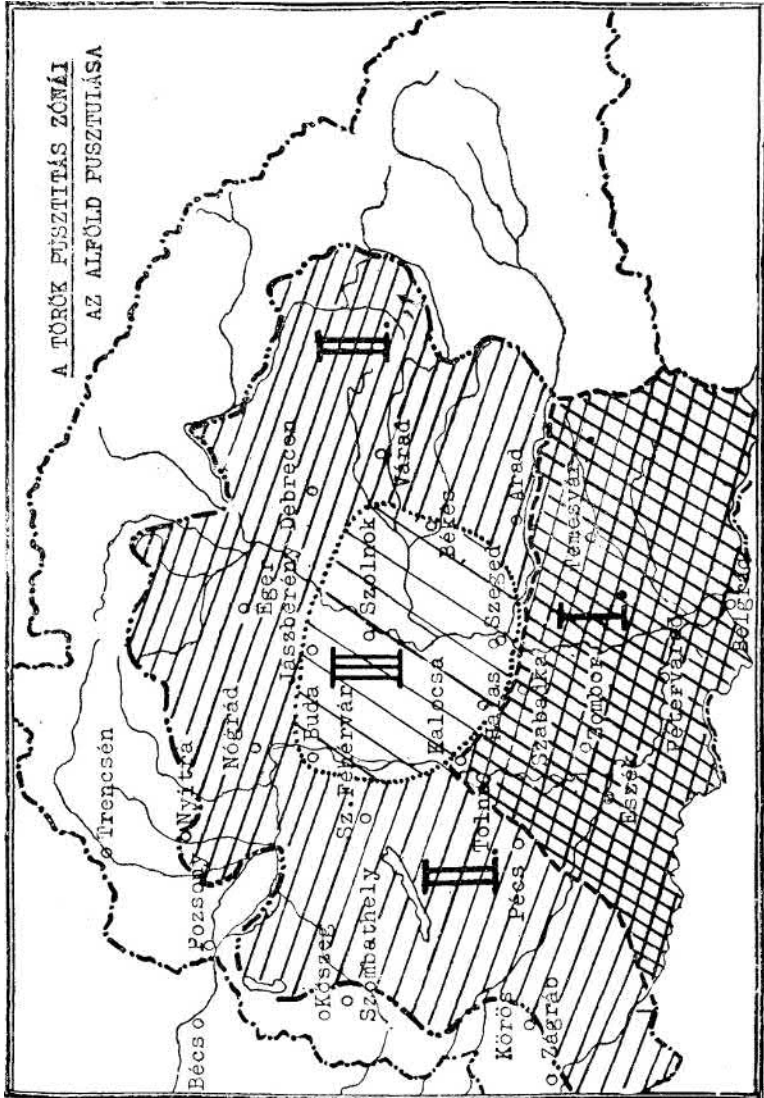 A TÖRÖK PUSZTITÁS ZÓNÁI
AZ ALFÖLD PUSZTULÁSA
Trencsén
Nyitra
Pozsony
Bécs
Nógrád
Eger
Jászberény
Debrecen
II
Kőszeg
Szombathely
Buda
Sz.Fehérvár
III
Szolnok
Várad
Békés
Kalocsa
II
Tolna
Pécs
Halas
Szeged
Arad
Körös
Zágráb
Szabadka
Zombor
I
Temesvár
Eszék
Pétervárad
Belgrád